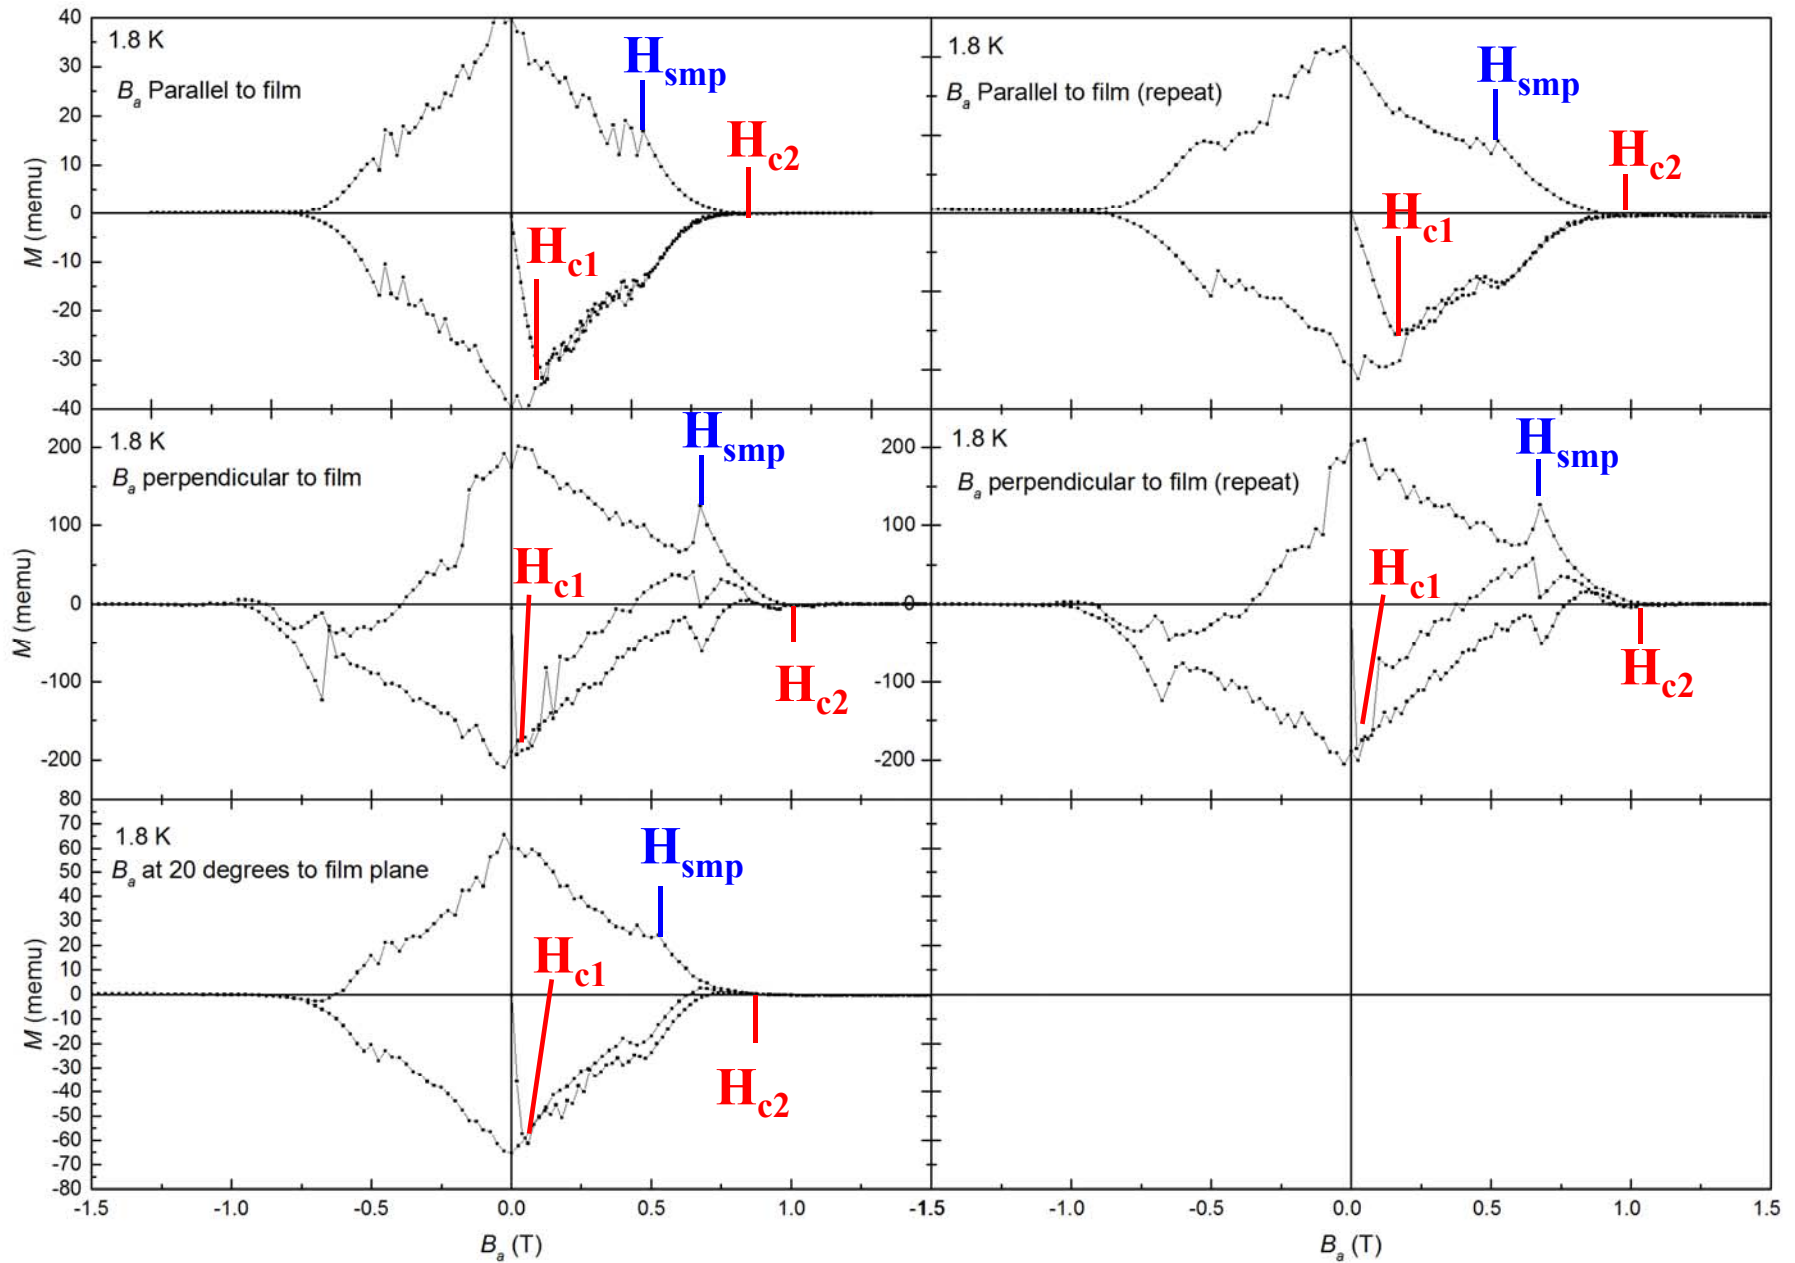 40
30
20
10
0
-10
-20
-30
-40
M (memu)
1.8 K
Ba Parallel to film
Hsmp
Hc2
Hc1
1.8 K
Ba Parallel to film (repeat)
Hsmp
Hc2
Hc1
200
100
0
-100
-200
M (memu)
1.8 K
Ba perpendicular to film
Hsmp
Hc1
Hc2
200
100
0
-100
-200
1.8 K
Ba perpendicular to film (repeat)
Hsmp
Hc1
Hc2
80
70
60
50
40
30
20
10
0
-10
-20
-30
-40
-50
-60
-70
-80
M (memu)
1.8 K
Ba at 20 degrees to film plane
Hsmp
Hc1
Hc2
-1.5 -1.0 -0.5 0.0 0.5 1.0 -1.5 -1.0 -0.5 0.0 0.5 1.0 1.5
Ba (T) Ba (T)